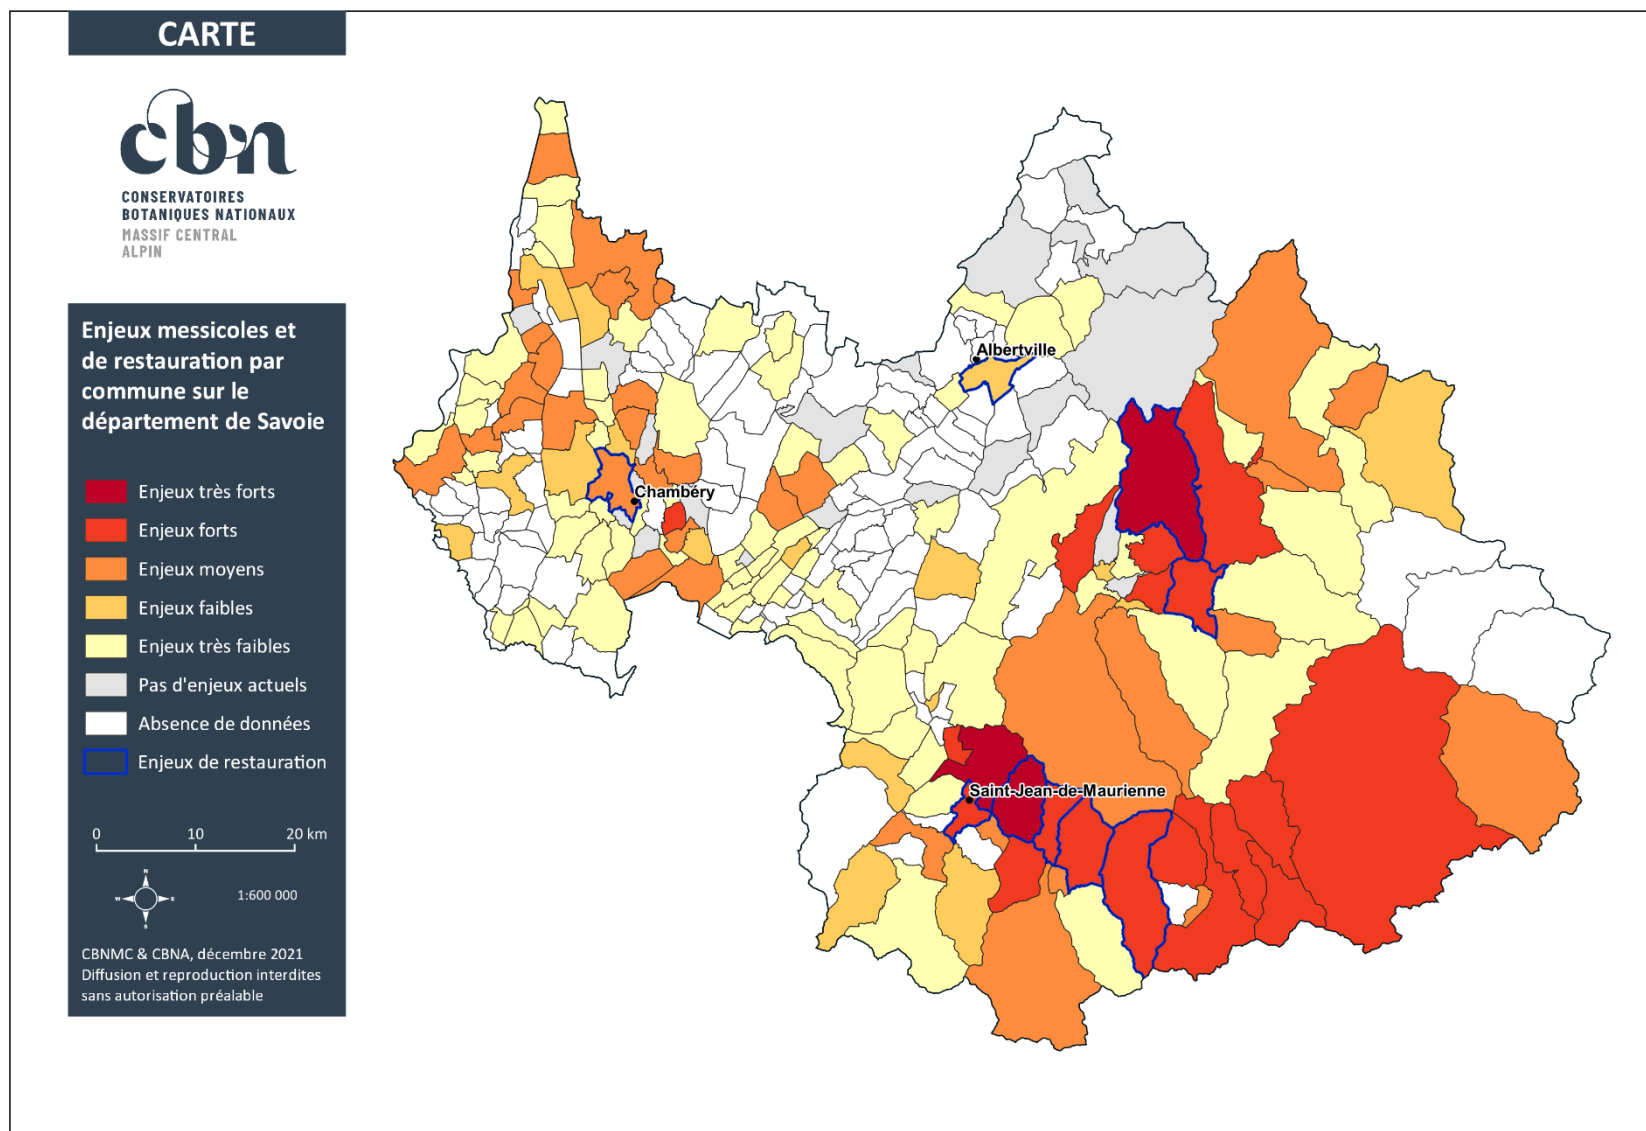 CARTE
cbn
CONSERVATOIRES
BOTANIQUES NATIONAUX
MASSIF CENTRAL
ALPIN
Enjeux messicoles et
de restauration par
commune sur le
département de Savoie
Enjeux très forts
Enjeux forts
Enjeux moyens
Enjeux faibles
Enjeux très faibles
Pas d'enjeux actuels
Absence de données
Enjeux de restauration
0 10 20 km
N
W E
S
1:600 000
CBNMC & CBNA, décembre 2021
Diffusion et reproduction interdites
sans autorisation préalable
Albertville
Chambéry
Saint-Jean-de-Maurienne